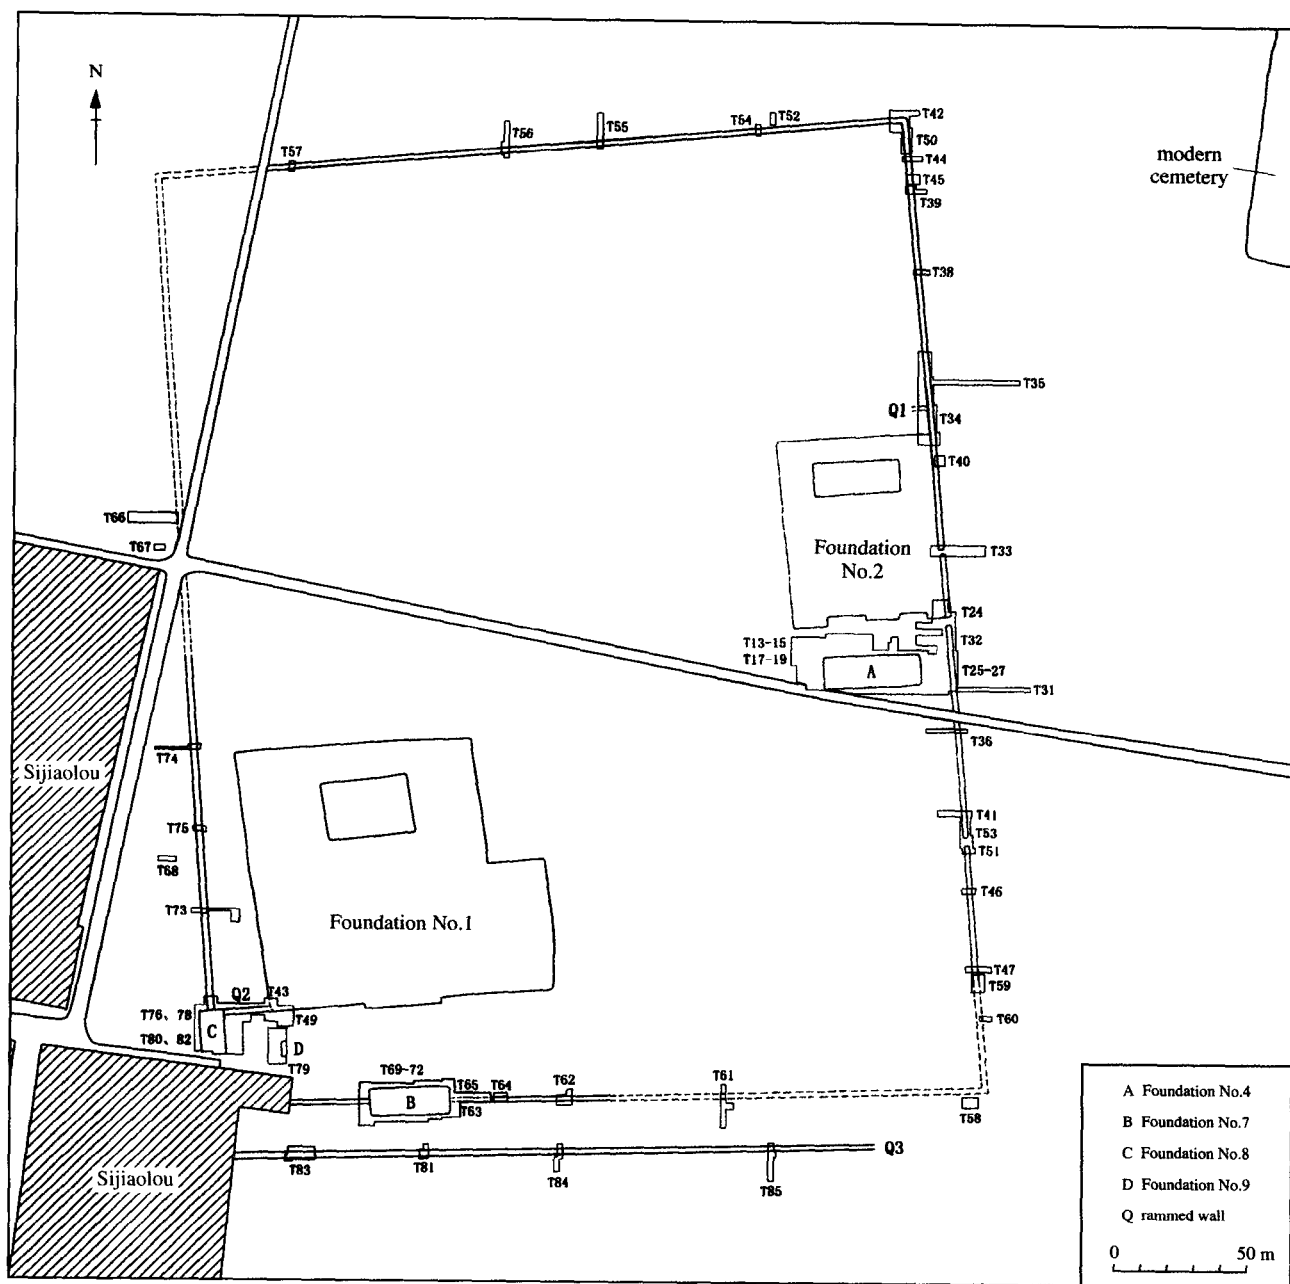 N
T42
T52
T54
T55
T56
T50
T57
T44
T45
T39
modern
cemetery
T38
T35
Q1
T34
T40
T66
T67
Foundation
No.2
T33
T24
T13-15
T32
T17-19
A
T25-27
T31
T36
T74
Sijiaolou
T41
T75
T53
T51
T68
T46
T73
Foundation No.1
T47
T59
Q2
T43
T76、78
T49
T60
C
T80、82
D
T79
T69-72
T65
T64
T62
T61
B
T63
T58
Q3
T83
T81
T84
T85
Sijiaolou
A Foundation No.4
B Foundation No.7
C Foundation No.8
D Foundation No.9
Q rammed wall
0 50 m